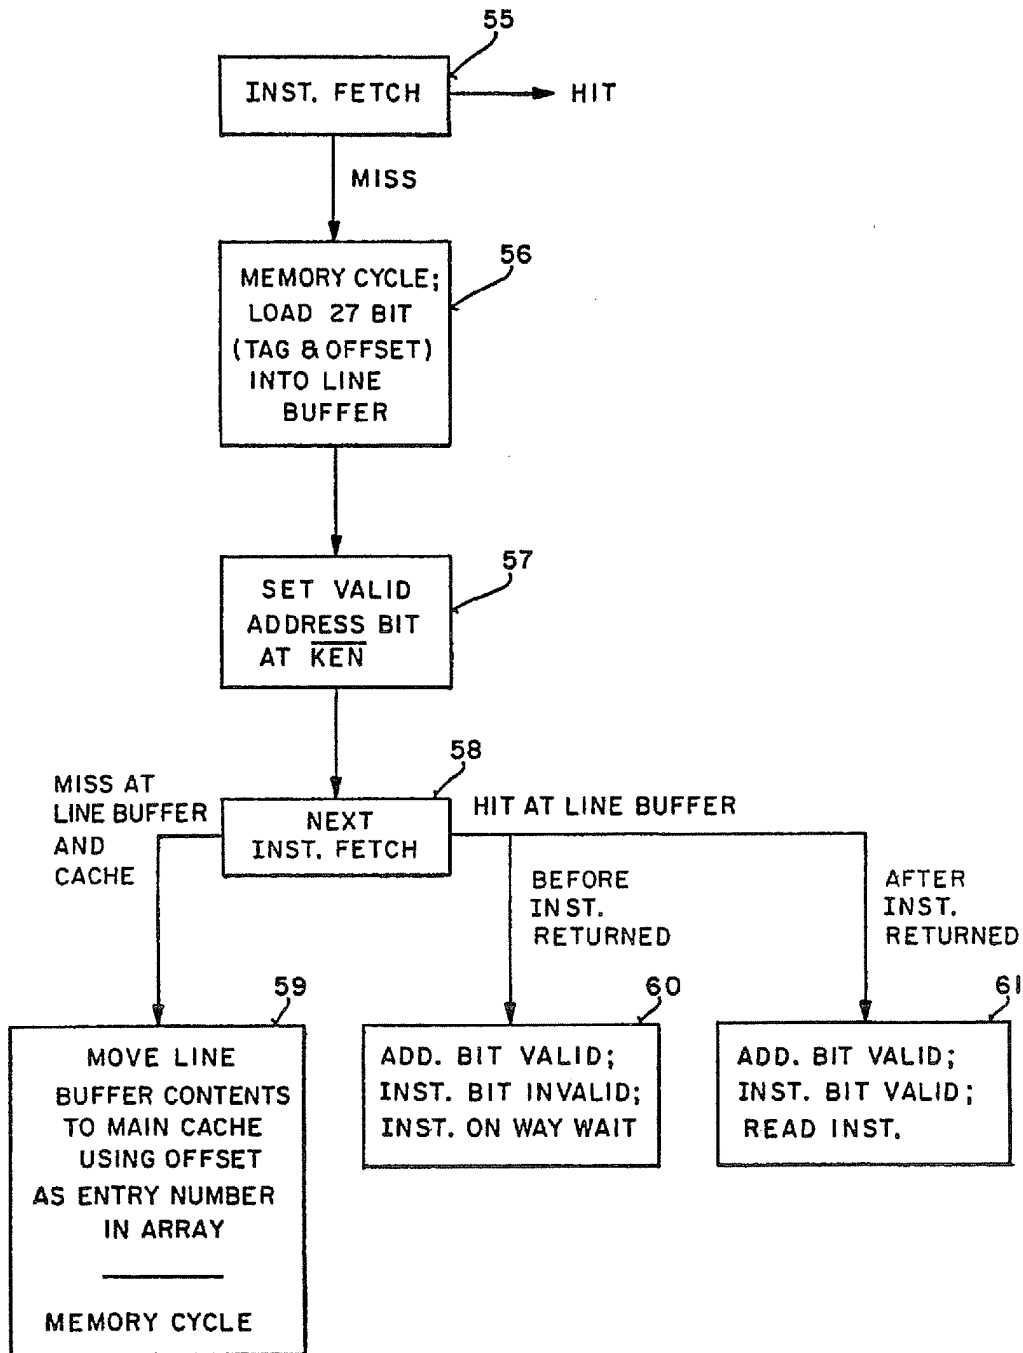 55
INST. FETCH
HIT
MISS
56
MEMORY CYCLE;
LOAD 27 BIT
(TAG & OFFSET)
INTO LINE
BUFFER
57
SET VALID
ADDRESS BIT
AT K̅E̅N̅
58
MISS AT
LINE BUFFER
AND
CACHE
NEXT
INST. FETCH
HIT AT LINE BUFFER
BEFORE
INST.
RETURNED
AFTER
INST.
RETURNED
59
MOVE LINE
BUFFER CONTENTS
TO MAIN CACHE
USING OFFSET
AS ENTRY NUMBER
IN ARRAY
MEMORY CYCLE
60
ADD. BIT VALID;
INST. BIT INVALID;
INST. ON WAY WAIT
61
ADD. BIT VALID;
INST. BIT VALID;
READ INST.